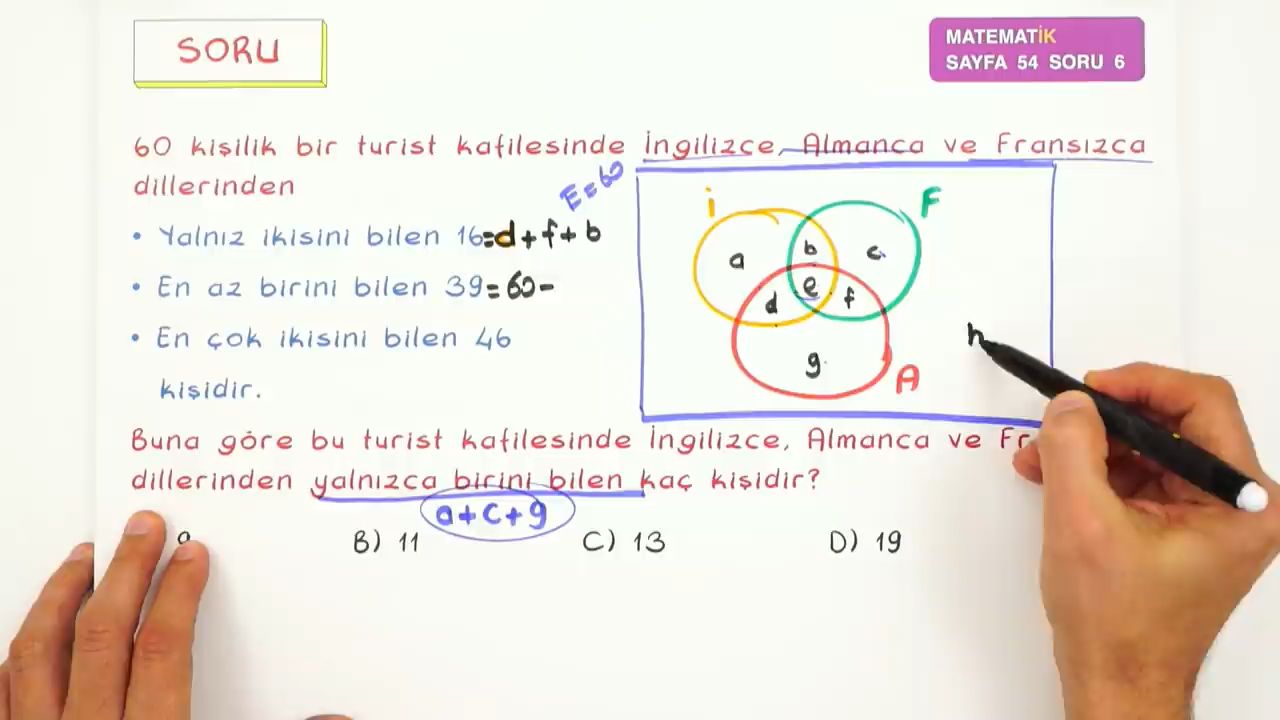 SORU
MATEMATİK
SAYFA 54 SORU 6
60 kişilik bir turist kafilesinde İngilizce, Almanca ve Fransızca
dillerinden
E=60
• Yalnız ikisini bilen 16=d+f+b
• En az birini bilen 39=60-
• En çok ikisini bilen 46
kişidir.
İ F
a b c
d e f
g
h
A
Buna göre bu turist kafilesinde İngilizce, Almanca ve Fr
dillerinden yalnızca birini bilen kaç kişidir?
a+c+g
B) 11 C) 13 D) 19